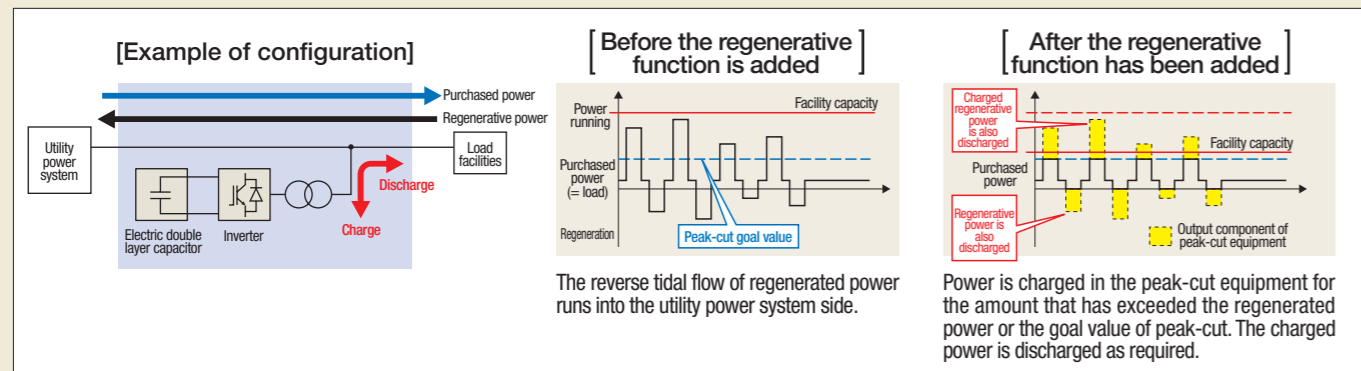 [Example of configuration]
Purchased power
Regenerative power
Utility
power
system
Load
facilities
Discharge
Charge
Electric double
layer capacitor
Inverter
[Before the regenerative
function is added]
Power
running
Facility capacity
Purchased
power
(= load)
Regeneration
Peak-cut goal value
The reverse tidal flow of regenerated power
runs into the utility power system side.
[After the regenerative
function has been added]
Charged
regenerative
power
is also
discharged
Facility capacity
Purchased
power
Regenerative
power is
also
discharged
Output component of
peak-cut equipment
Power is charged in the peak-cut equipment for
the amount that has exceeded the regenerated
power or the goal value of peak-cut. The charged
power is discharged as required.